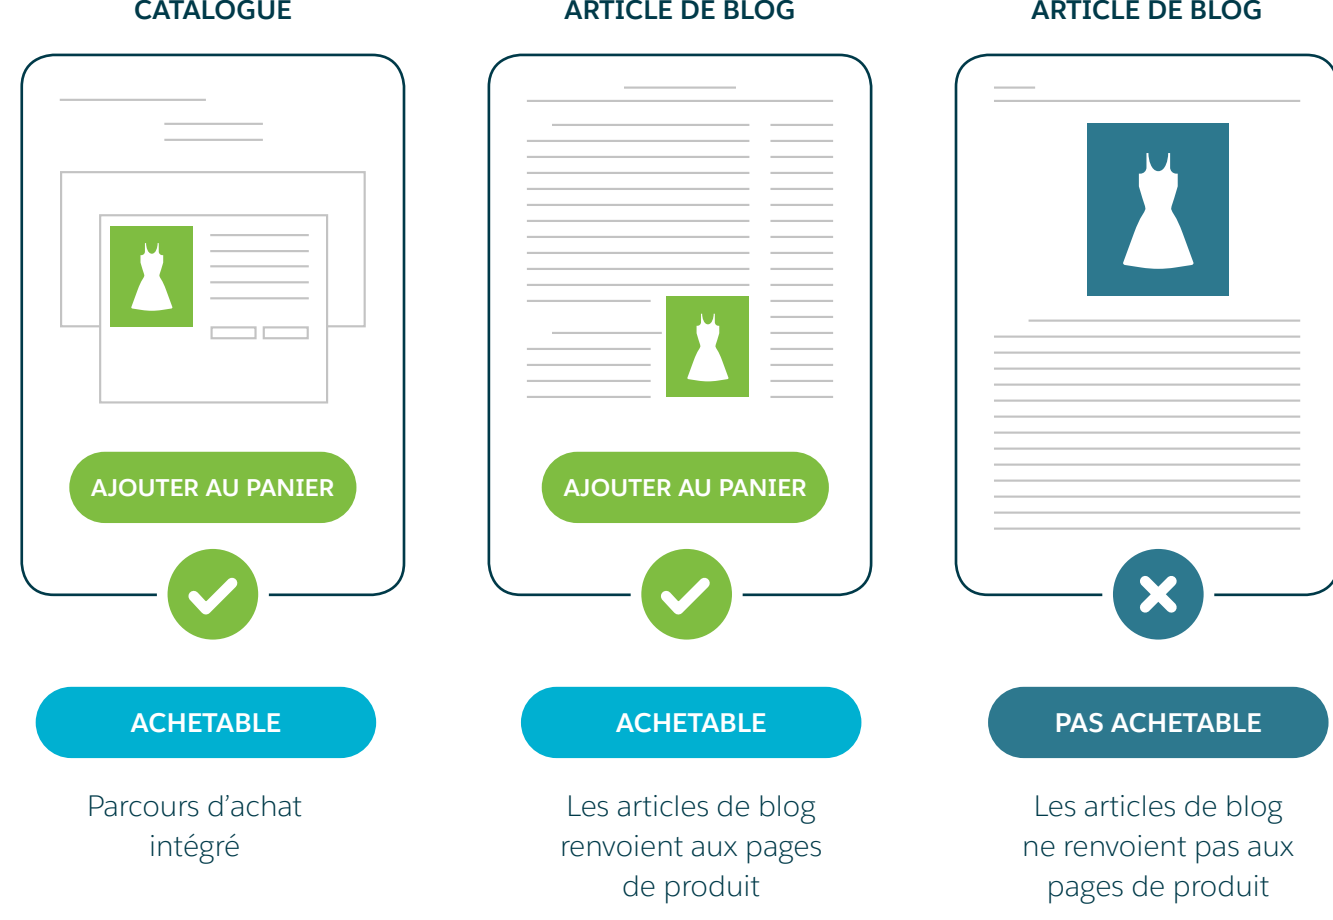 CATALOGUE
ARTICLE DE BLOG
ARTICLE DE BLOG
AJOUTER AU PANIER
AJOUTER AU PANIER
ACHETABLE
ACHETABLE
PAS ACHETABLE
Parcours d’achat
intégré
Les articles de blog
renvoient aux pages
de produit
Les articles de blog
ne renvoient pas aux
pages de produit